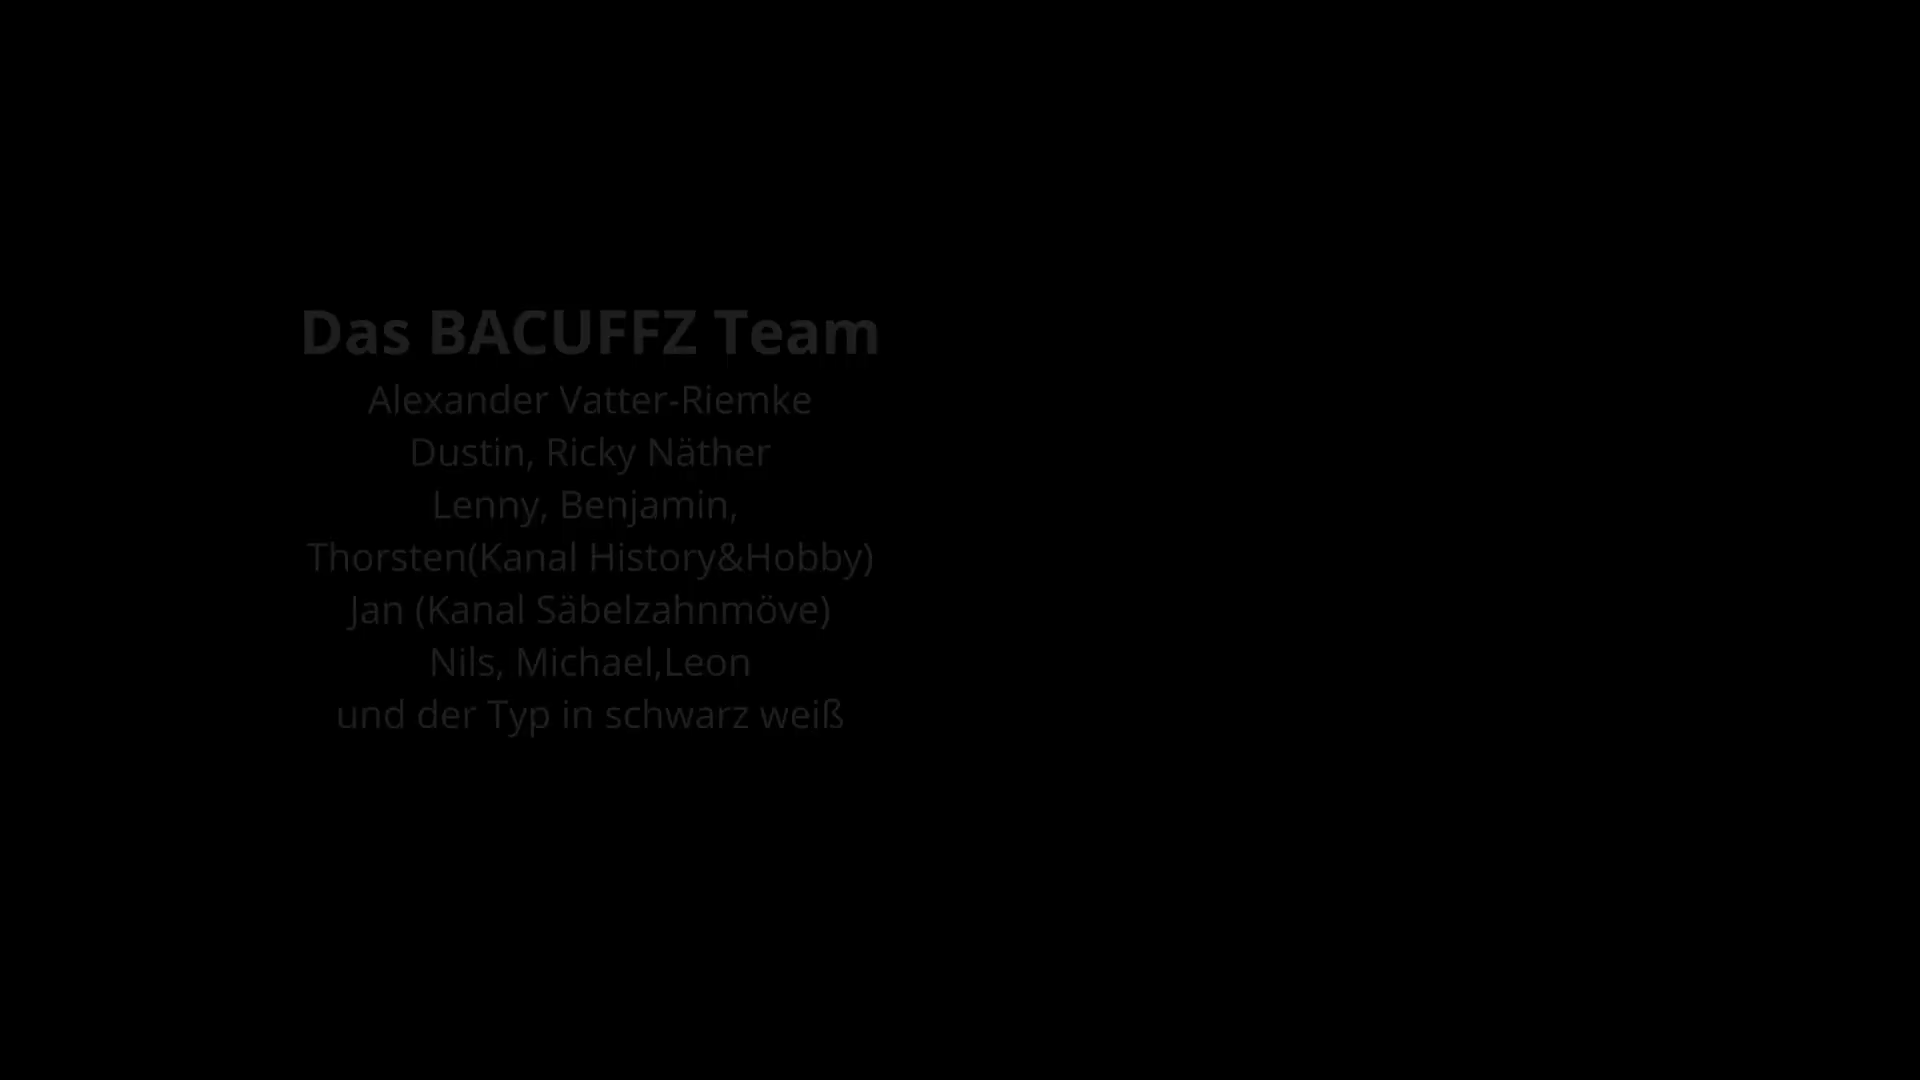 Das BACUFFZ Team
Alexander Vatter-Riemke
Dustin, Ricky Näther
Lenny, Benjamin,
Thorsten(Kanal History&Hobby)
Jan (Kanal Säbelzahnmöve)
Nils, Michael,Leon
und der Typ in schwarz weiß